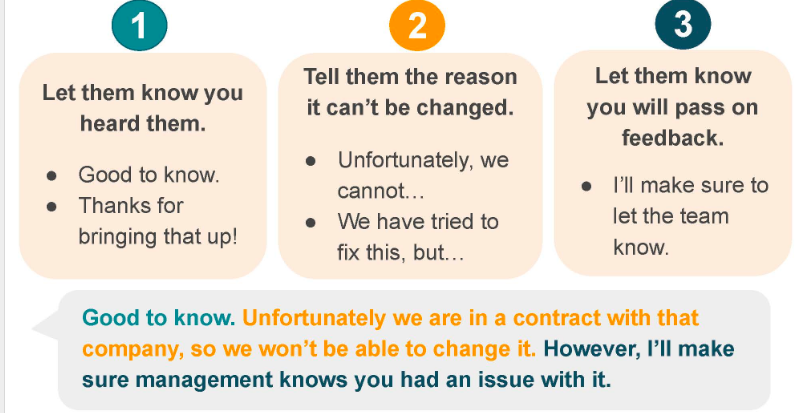 1
Let them know you
heard them.
● Good to know.
● Thanks for
bringing that up!
2
Tell them the reason
it can’t be changed.
● Unfortunately, we
cannot…
● We have tried to
fix this, but…
3
Let them know
you will pass on
feedback.
● I’ll make sure to
let the team
know.
Good to know. Unfortunately we are in a contract with that
company, so we won’t be able to change it. However, I’ll make
sure management knows you had an issue with it.